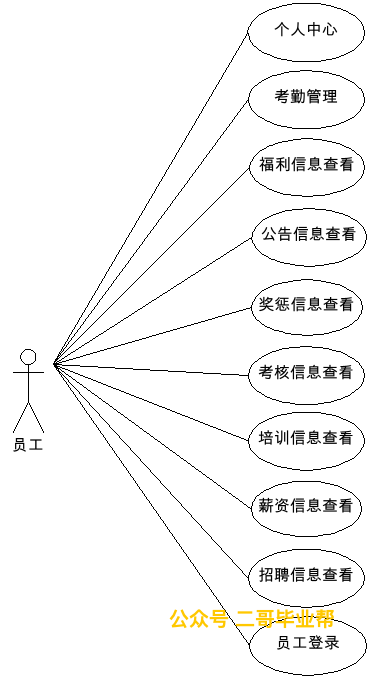 个人中心
考勤管理
福利信息查看
公告信息查看
奖惩信息查看
考核信息查看
员工
培训信息查看
薪资信息查看
招聘信息查看
公众号 二哥毕业帮
员工登录